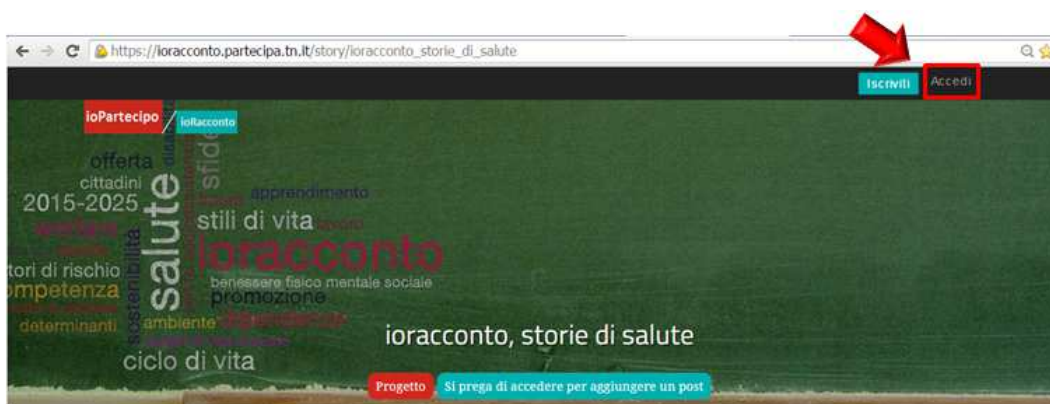 https://ioracconto.partecipa.tn.it/story/ioracconto_storie_di_salute
Iscriviti Accedi
ioPartecipo ioRacconto
offerta
sfide
cittadini
apprendimento
2015-2025
salute
stili di vita
ioracconto
tori di rischio
sostenibilità
benessere fisico mentale sociale
ompetenza
promozione
determinanti
ambiente
dipendenze
ciclo di vita
ioracconto, storie di salute
Progetto Si prega di accedere per aggiungere un post